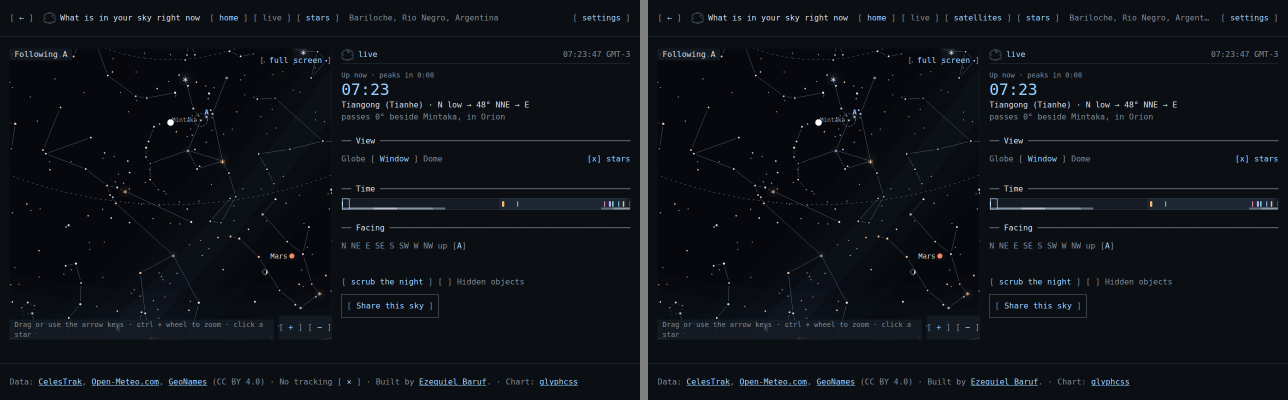 [ ← ] What is in your sky right now [ home ] [ live ] [ stars ] Bariloche, Rio Negro, Argentina [ settings ]
Following A
[ full screen ]
Mintaka
A
Mars
Drag or use the arrow keys · ctrl + wheel to zoom · click a
star
[ + ] [ − ]
live 07:23:47 GMT-3
Up now · peaks in 0:08
07:23
Tiangong (Tianhe) · N low → 48° NNE → E
passes 0° beside Mintaka, in Orion
View
Globe [ Window ] Dome [x] stars
Time
Facing
N NE E SE S SW W NW up [A]
[ scrub the night ] [ ] Hidden objects
[ Share this sky ]
Data: CelesTrak, Open-Meteo.com, GeoNames (CC BY 4.0) · No tracking [ × ] · Built by Ezequiel Baruf. · Chart: glyphcss
[ ← ] What is in your sky right now [ home ] [ live ] [ satellites ] [ stars ] Bariloche, Rio Negro, Argent… [ settings ]
Following A
[ full screen ]
Mintaka
A
Mars
Drag or use the arrow keys · ctrl + wheel to zoom · click a
star
[ + ] [ − ]
live 07:23:47 GMT-3
Up now · peaks in 0:08
07:23
Tiangong (Tianhe) · N low → 48° NNE → E
passes 0° beside Mintaka, in Orion
View
Globe [ Window ] Dome [x] stars
Time
Facing
N NE E SE S SW W NW up [A]
[ scrub the night ] [ ] Hidden objects
[ Share this sky ]
Data: CelesTrak, Open-Meteo.com, GeoNames (CC BY 4.0) · Built by Ezequiel Baruf. · Chart: glyphcss